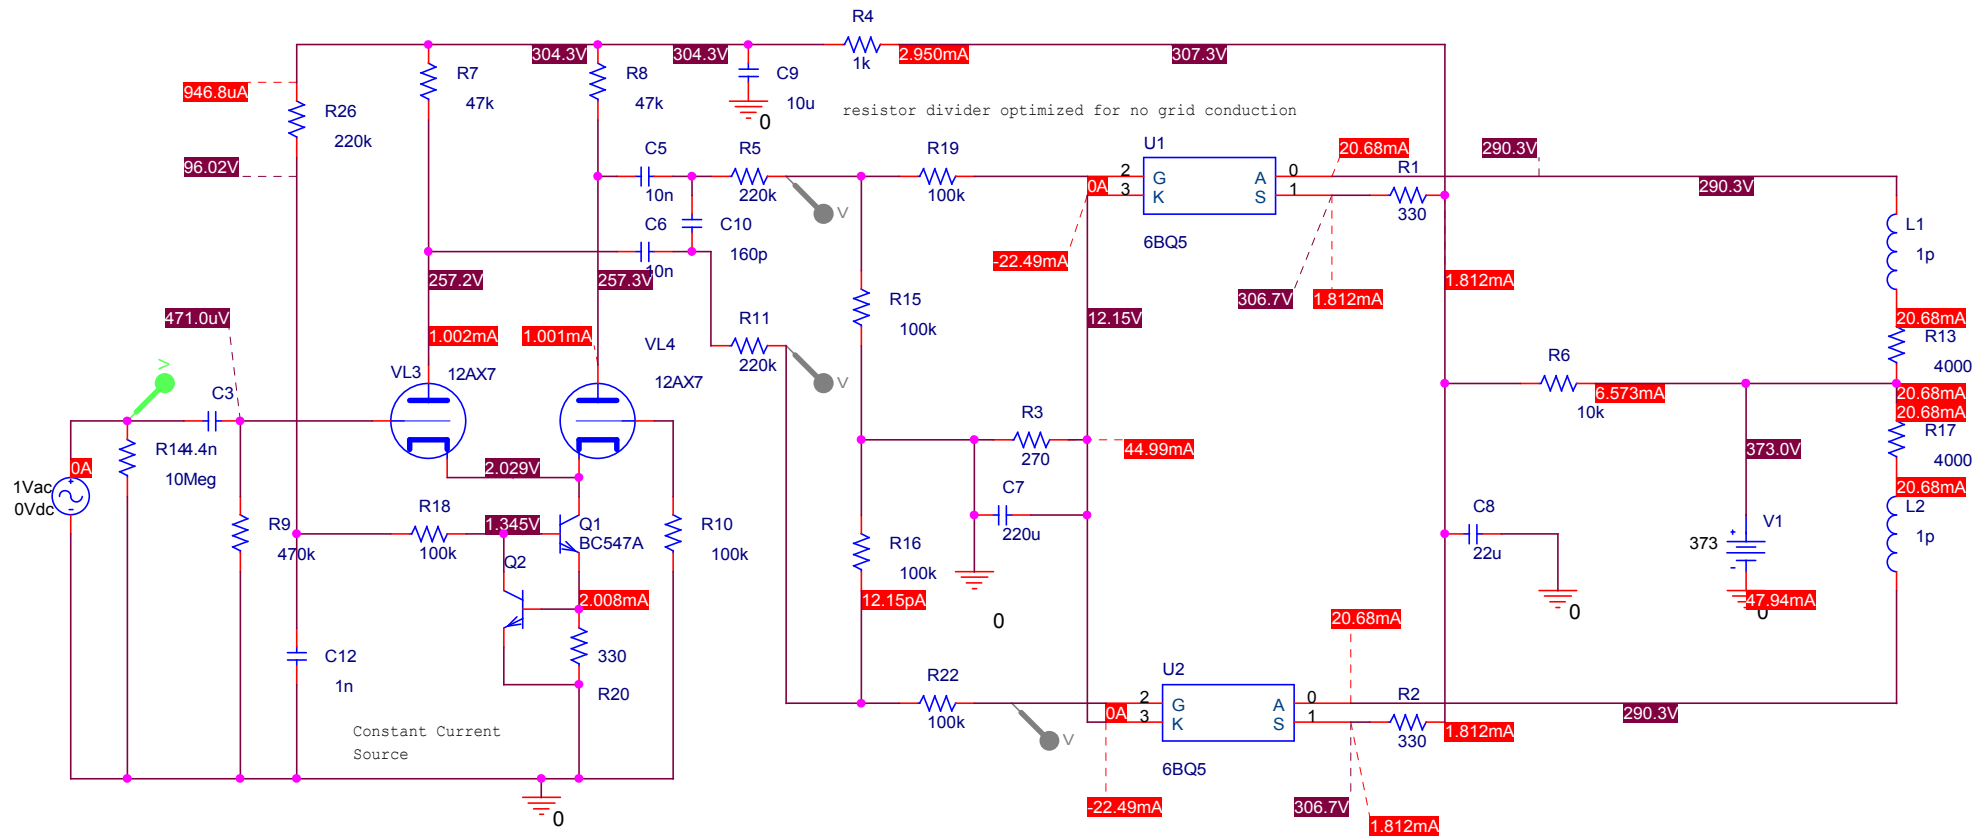 R4
304.3V
304.3V
2.950mA
307.3V
1k
R7
R8
C9
946.8uA
47k
47k
10u
R26
0
resistor divider optimized for no grid conduction
220k
U1
20.68mA
290.3V
96.02V
C5
R5
R19
R1
2
G
A
0
0A
3
K
S
1
290.3V
10n
220k
V
100k
330
C6
C10
L1
6BQ5
10n
160p
1p
-22.49mA
257.2V
257.3V
1.812mA
306.7V
1.812mA
R15
471.0uV
R11
100k
12.15V
20.68mA
1.002mA
1.001mA
VL4
R13
V
R6
220k
4000
VL3
12AX7
12AX7
V
C3
10k
6.573mA
20.68mA
R3
20.68mA
R14
4.4n
270
44.99mA
373.0V
R17
0A
10Meg
2.029V
4000
1Vac
C7
20.68mA
0Vdc
R18
1.345V
Q1
R10
C8
V1
L2
R9
BC547A
220u
373
1p
470k
100k
100k
R16
22u
Q2
100k
2.008mA
12.15pA
0
47.94mA
0
0
20.68mA
C12
330
R22
U2
1n
R20
2
G
A
0
R2
0A
3
K
S
1
290.3V
100k
V
330
1.812mA
Constant Current
Source
6BQ5
-22.49mA
306.7V
0
1.812mA